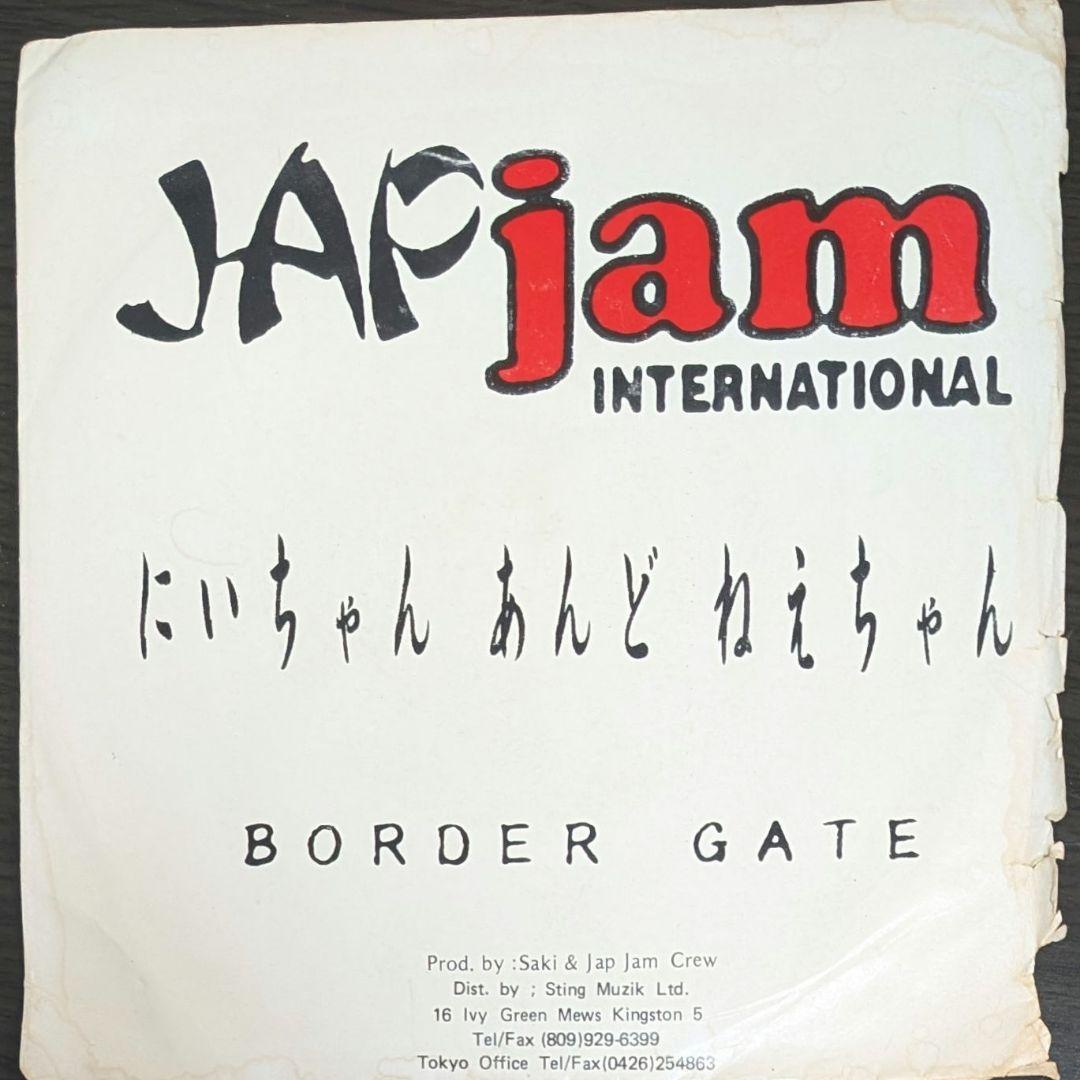 JAP jam
INTERNATIONAL
にいちゃん あんど ねえちゃん
BORDER GATE
Prod. by :Saki & Jap Jam Crew
Dist. by ; Sting Muzik Ltd.
16 Ivy Green Mews Kingston 5
Tel/Fax (809)929-6399
Tokyo Office Tel/Fax(0426)254863